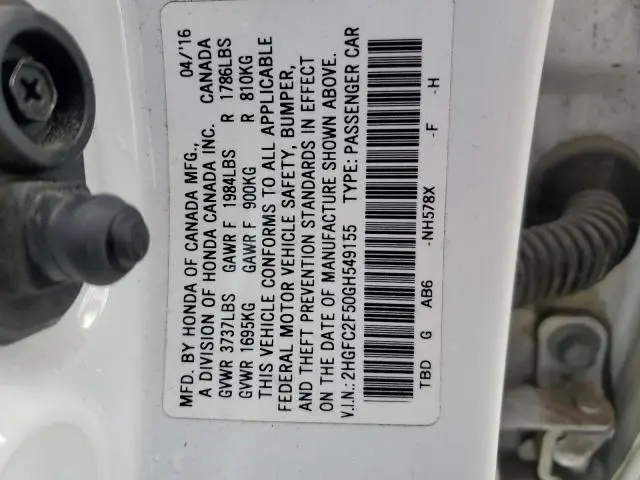 MFD. BY HONDA OF CANADA MFG., 04/'16
A DIVISION OF HONDA CANADA INC. CANADA
GVWR 3737LBS GAWR F 1984LBS R 1786LBS
GVWR 1695KG GAWR F 900KG R 810KG
THIS VEHICLE CONFORMS TO ALL APPLICABLE
FEDERAL MOTOR VEHICLE SAFETY, BUMPER,
AND THEFT PREVENTION STANDARDS IN EFFECT
ON THE DATE OF MANUFACTURE SHOWN ABOVE.
V.I.N.: 2HGFC2F50GH549155 TYPE: PASSENGER CAR
TBD G AB6 -NH578X -F -H